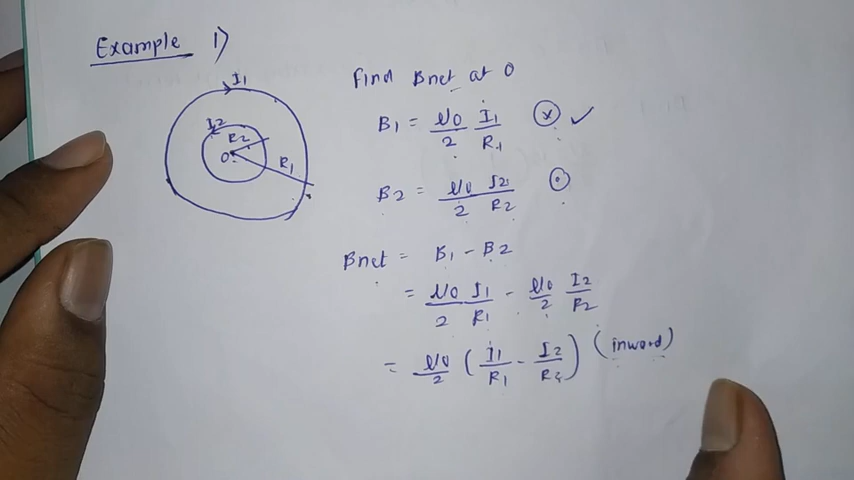 Example 1)
I1
I2
R2
O
R1
Find Bnet at O
B1 = μ0/2 I1/R1 ⊗ ✓
B2 = μ0/2 I2/R2 ⊙
Bnet = B1 - B2
= μ0/2 I1/R1 - μ0/2 I2/R2
= μ0/2 (I1/R1 - I2/R2) (inword)